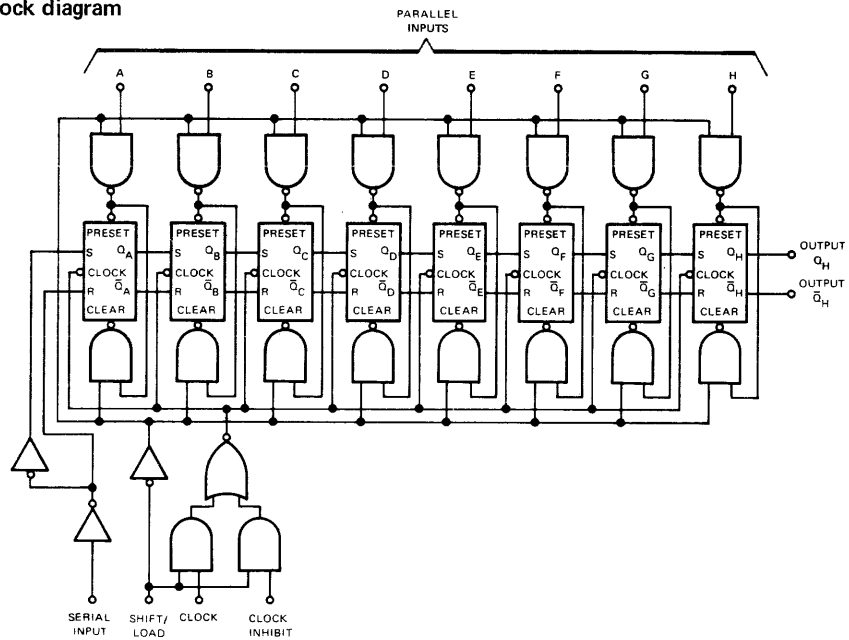 ock diagram
PARALLEL
INPUTS
A B C D E F G H
PRESET PRESET PRESET PRESET PRESET PRESET PRESET PRESET
S Q_A S Q_B S Q_C S Q_D S Q_E S Q_F S Q_G S Q_H
CLOCK CLOCK CLOCK CLOCK CLOCK CLOCK CLOCK CLOCK
R Q̅_A R Q̅_B R Q̅_C R Q̅_D R Q̅_E R Q̅_F R Q̅_G R Q̅_H
CLEAR CLEAR CLEAR CLEAR CLEAR CLEAR CLEAR CLEAR
OUTPUT
Q_H
OUTPUT
Q̅_H
SERIAL
INPUT
SHIFT/
LOAD
CLOCK
CLOCK
INHIBIT